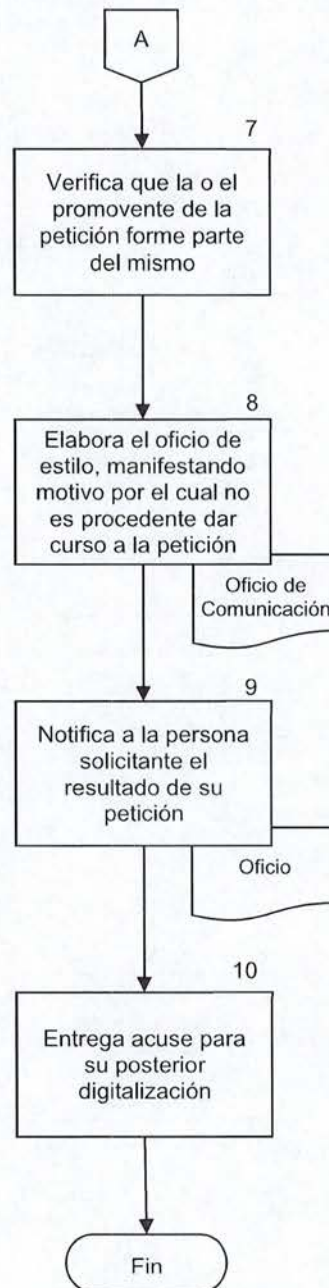 A
7
Verifica que la o el
promovente de la
petición forme parte
del mismo
8
Elabora el oficio de
estilo, manifestando
motivo por el cual no
es procedente dar
curso a la petición
Oficio de
Comunicación
9
Notifica a la persona
solicitante el
resultado de su
petición
Oficio
10
Entrega acuse para
su posterior
digitalización
Fin